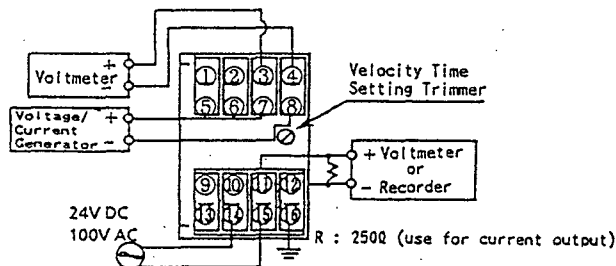 Voltmeter
+
-
Voltage/
Current
Generator
+
-
① ② ③ ④
⑤ ⑥ ⑦ ⑧
Velocity Time
Setting Trimmer
⑨ ⑩ ⑪ ⑫
⑬ ⑭ ⑮ ⑯
+ Voltmeter
or
- Recorder
24V DC
100V AC
R : 250Ω (use for current output)